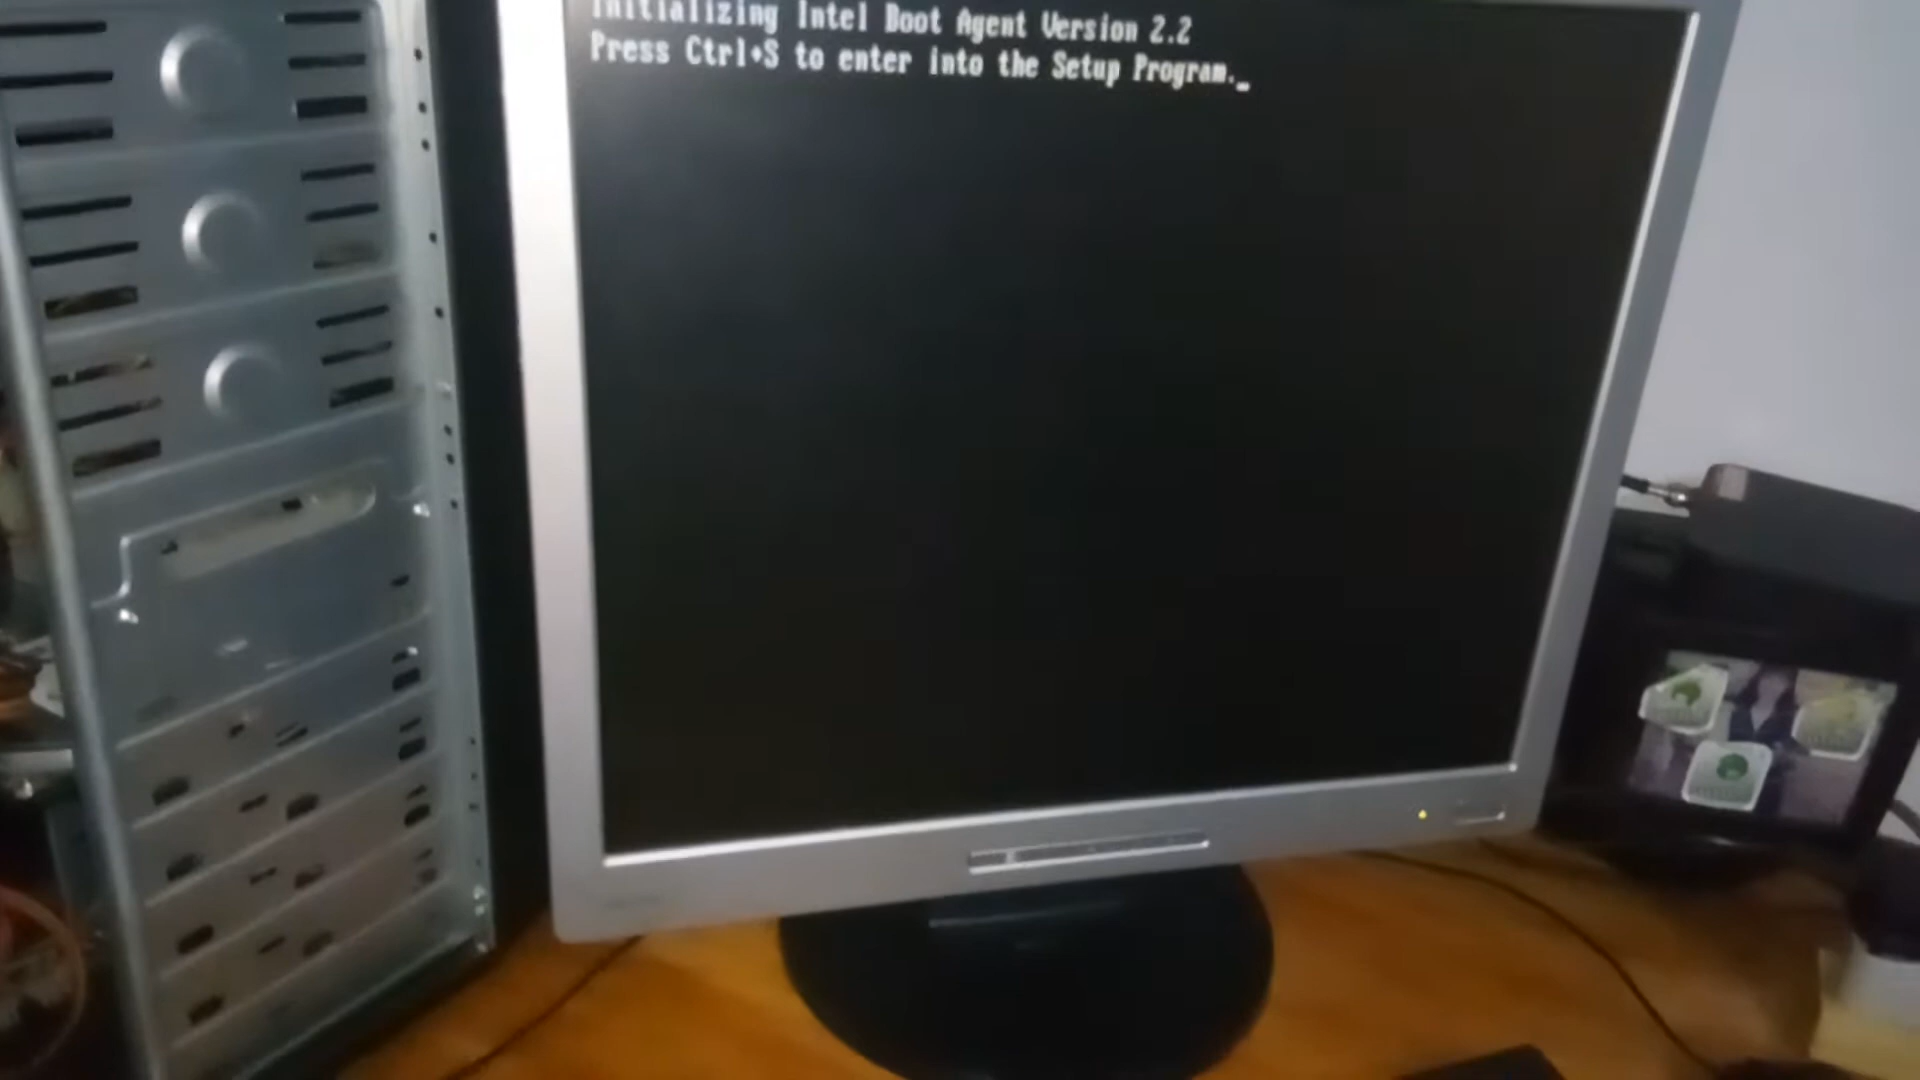 Initializing Intel Boot Agent Version 2.2
Press Ctrl+S to enter into the Setup Program._